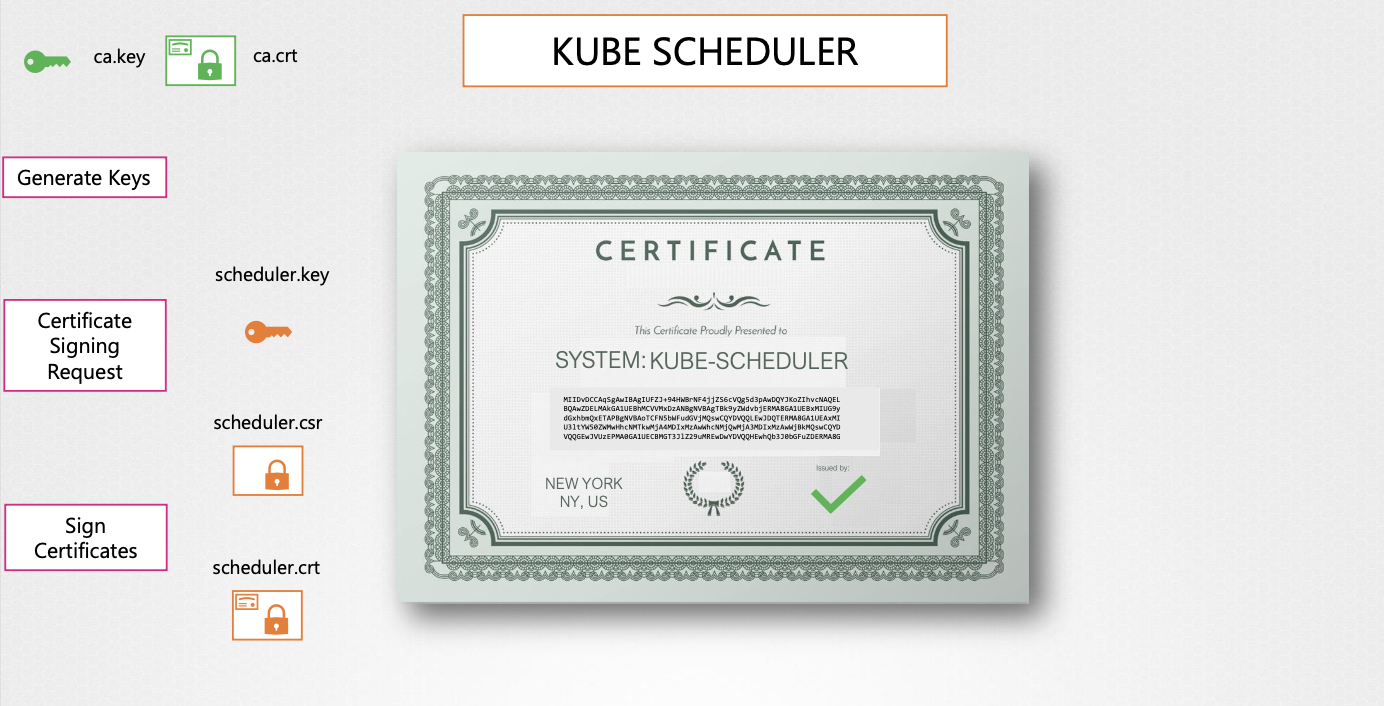 ca.key
ca.crt
KUBE SCHEDULER
Generate Keys
scheduler.key
Certificate
Signing
Request
scheduler.csr
Sign
Certificates
scheduler.crt
CERTIFICATE
This Certificate Proudly Presented to
SYSTEM:KUBE-SCHEDULER
MIIDvDCCAqSgAwIBAgIUFZJ+94HWBrNF4jjZS6cVQg5d3pAwDQYJKoZIhvcNAQEL
BQAwZDELMAkGA1UEBhMCVVMxDzANBgNVBAgTBk9yZWdvbjERMA8GA1UEBxMIUG9y
dGxhbmQxETAPBgNVBAoTCFN5bWFudGVjMQswCQYDVQQLEwJDQTERMA8GA1UEAxMI
U3ltYW50ZWMwHhcNMTkwMjA4MDIxMzAwWhcNMjQwMjA3MDIxMzAwWjBkMQswCQYD
VQQGEwJVUzEPMA0GA1UECBMGT3JlZ29uMREwDwYDVQQHEwhQb3J0bGFuZDERMA8G
NEW YORK
NY, US
Issued by: